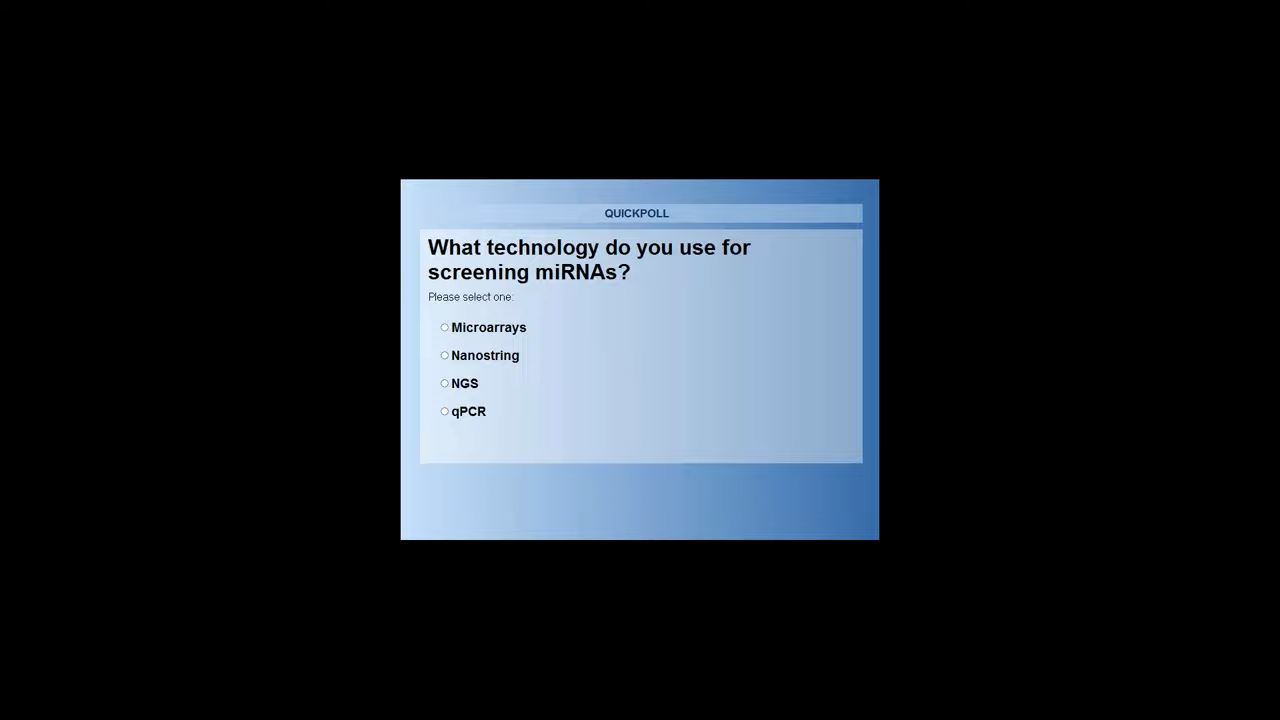 QUICKPOLL
What technology do you use for
screening miRNAs?
Please select one:
Microarrays
Nanostring
NGS
qPCR